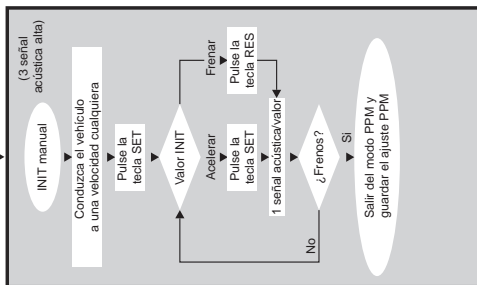 (3 señal
acústica alta)
INIT manual
Conduzca el vehículo
a una velocidad cualquiera
Pulse la
tecla SET
Valor INIT
Acelerar
Frenar
Pulse la
tecla SET
Pulse la
tecla RES
1 señal acústica/valor
¿Frenos?
No
Si
Salir del modo PPM y
guardar el ajuste PPM